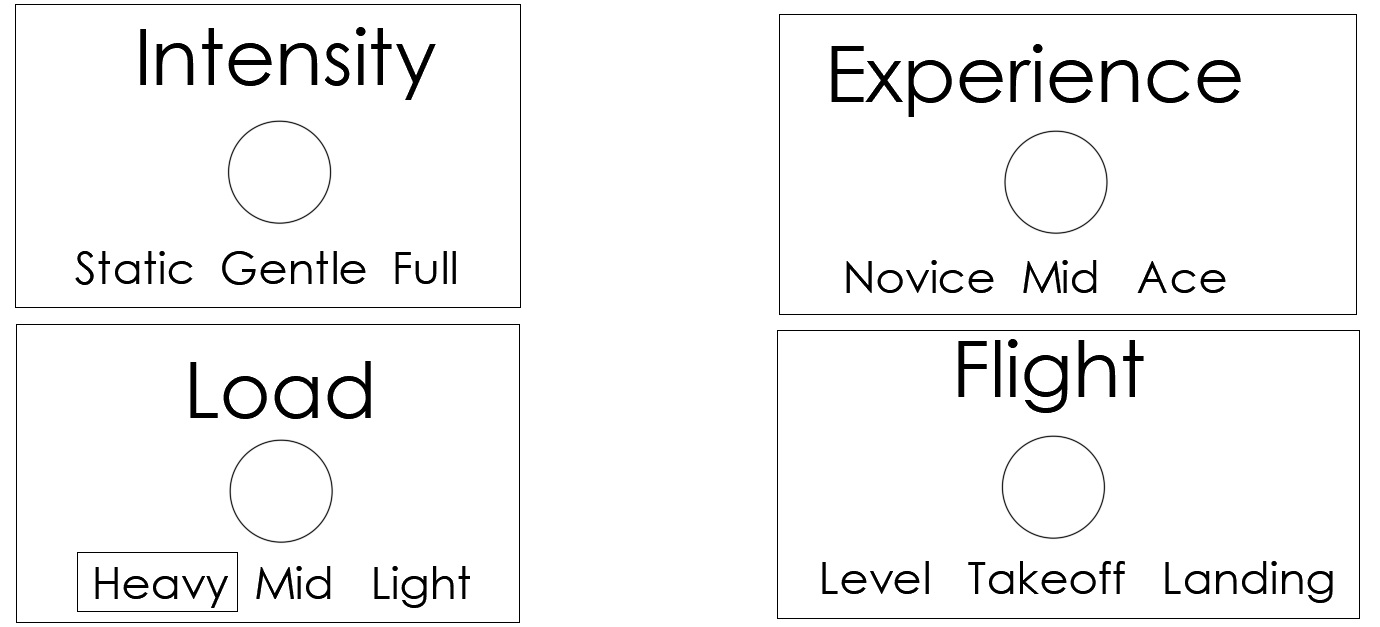 Intensity
Static Gentle Full
Experience
Novice Mid Ace
Load
Heavy Mid Light
Flight
Level Takeoff Landing